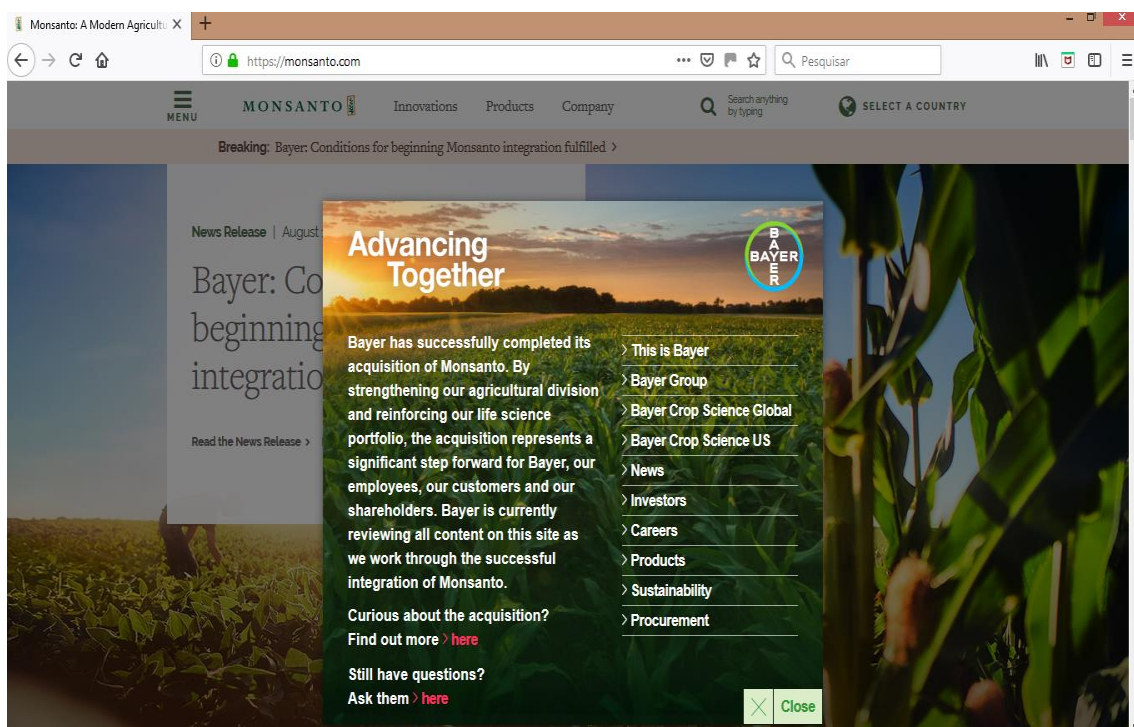 Monsanto: A Modern Agricultu
https://monsanto.com
Pesquisar
MENU
MONSANTO
Innovations
Products
Company
Search anything
by typing
SELECT A COUNTRY
Breaking: Bayer: Conditions for beginning Monsanto integration fulfilled >
News Release | August
Bayer: Co
beginning
integratio
Read the News Release >
Advancing
Together
BAYER
BAYER
Bayer has successfully completed its
acquisition of Monsanto. By
strengthening our agricultural division
and reinforcing our life science
portfolio, the acquisition represents a
significant step forward for Bayer, our
employees, our customers and our
shareholders. Bayer is currently
reviewing all content on this site as
we work through the successful
integration of Monsanto.
Curious about the acquisition?
Find out more > here
Still have questions?
Ask them > here
> This is Bayer
> Bayer Group
> Bayer Crop Science Global
> Bayer Crop Science US
> News
> Investors
> Careers
> Products
> Sustainability
> Procurement
Close